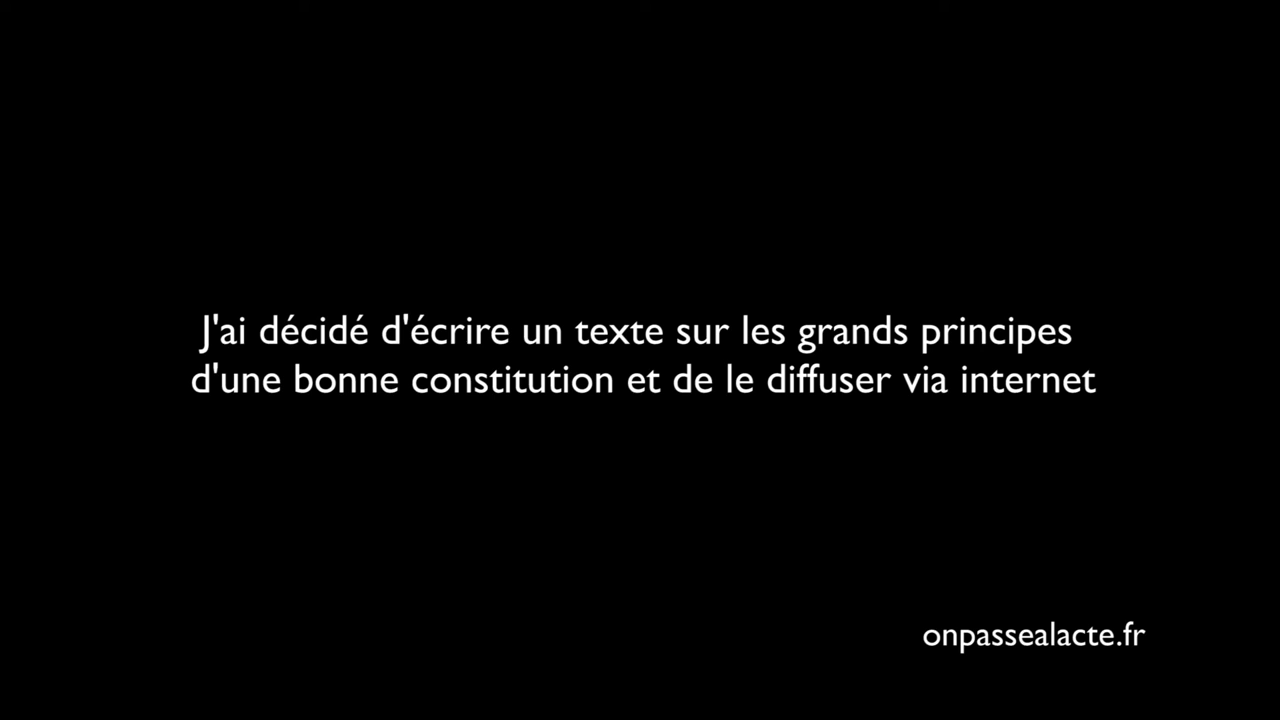 J'ai décidé d'écrire un texte sur les grands principes
d'une bonne constitution et de le diffuser via internet
onpassealacte.fr